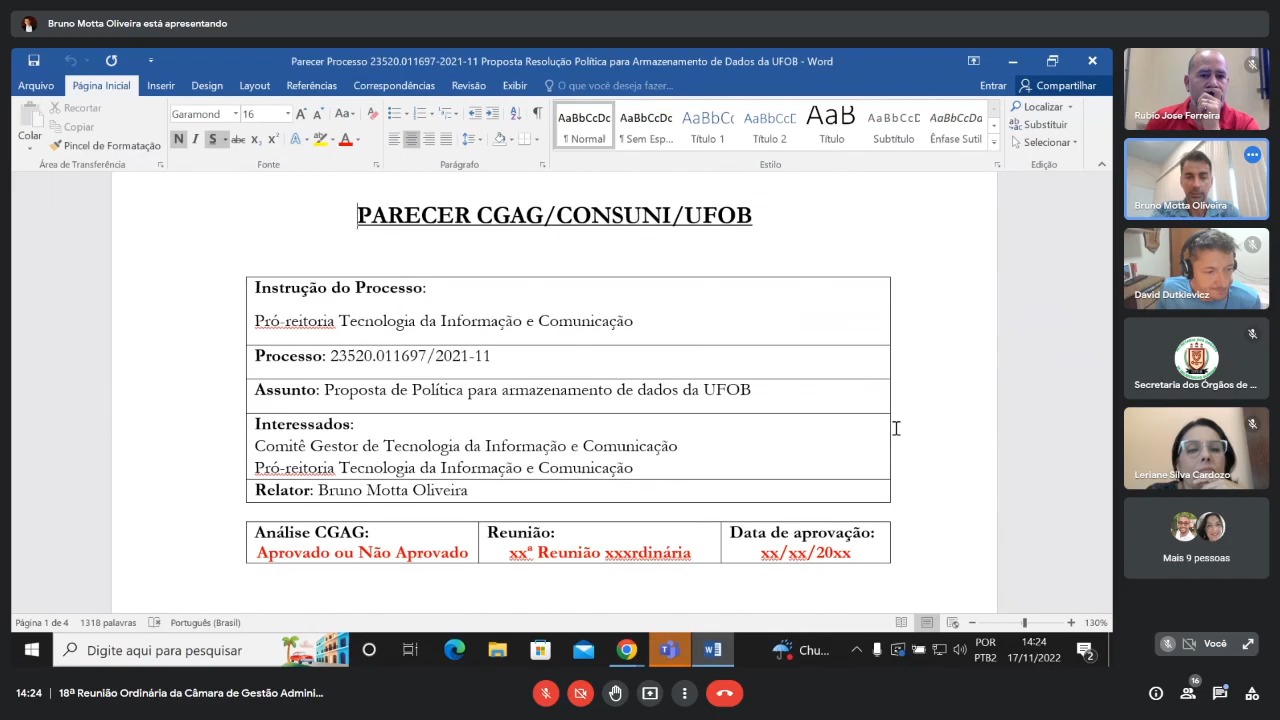 Bruno Motta Oliveira está apresentando
Parecer Processo 23520.011697-2021-11 Proposta Resolução Política para Armazenamento de Dados da UFOB - Word
Arquivo Página Inicial Inserir Design Layout Referências Correspondências Revisão Exibir O que você deseja fazer... Entrar Compartilhar
Colar
Recortar
Copiar
Pincel de Formatação
Área de Transferência
Garamond 16
N I S abc x₂ x²
Fonte
Parágrafo
AaBbCcDc AaBbCcDc AaBbCcI AaBbCcD AaB AaBbCcD AaBbCcD
¶ Normal ¶ Sem Esp... Título 1 Título 2 Título Subtítulo Ênfase Sutil
Estilo
Localizar
Substituir
Selecionar
Edição
PARECER CGAG/CONSUNI/UFOB
Instrução do Processo:
Pró-reitoria Tecnologia da Informação e Comunicação
Processo: 23520.011697/2021-11
Assunto: Proposta de Política para armazenamento de dados da UFOB
Interessados:
Comitê Gestor de Tecnologia da Informação e Comunicação
Pró-reitoria Tecnologia da Informação e Comunicação
Relator: Bruno Motta Oliveira
Análise CGAG: Reunião: Data de aprovação:
Aprovado ou Não Aprovado xxª Reunião xxxrdinária xx/xx/20xx
Página 1 de 4 1318 palavras Português (Brasil) 130%
Digite aqui para pesquisar
Chu...
POR
PTB2
14:24
17/11/2022
2
Rubio Jose Ferreira
Bruno Motta Oliveira
David Dutkievicz
Secretaria dos Órgãos de ...
Leriane Silva Cardozo
Mais 9 pessoas
Você
14:24 18ª Reunião Ordinária da Câmara de Gestão Admini...
16